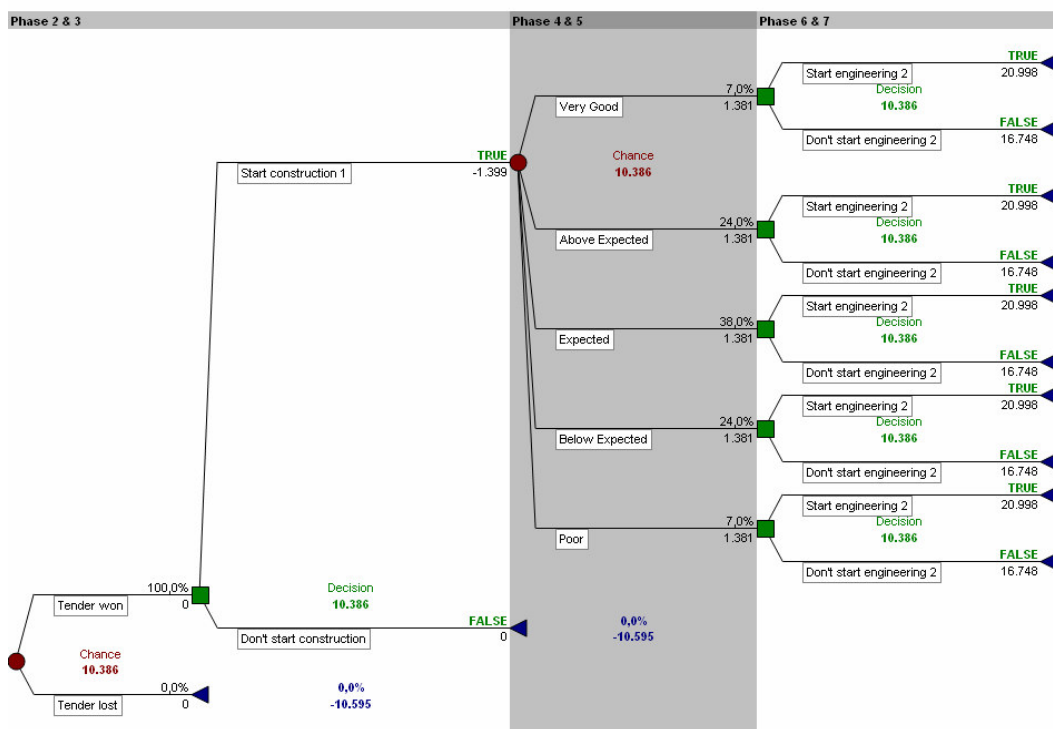 Phase 2 & 3
Phase 4 & 5
Phase 6 & 7
TRUE
Start engineering 2
20.998
7,0%
Decision
Very Good
1.381
10.386
FALSE
Don't start engineering 2
16.748
TRUE
Chance
Start construction 1
-1.399
10.386
TRUE
Start engineering 2
20.998
24,0%
Decision
Above Expected
1.381
10.386
FALSE
Don't start engineering 2
16.748
TRUE
Start engineering 2
20.998
38,0%
Decision
Expected
1.381
10.386
FALSE
Don't start engineering 2
16.748
TRUE
Start engineering 2
20.998
24,0%
Decision
Below Expected
1.381
10.386
FALSE
Don't start engineering 2
16.748
TRUE
Start engineering 2
20.998
7,0%
Decision
Poor
1.381
10.386
FALSE
Don't start engineering 2
16.748
100,0%
Decision
Tender won
0
10.386
FALSE
0,0%
Don't start construction
0
-10.595
Chance
10.386
0,0%
0,0%
Tender lost
0
-10.595